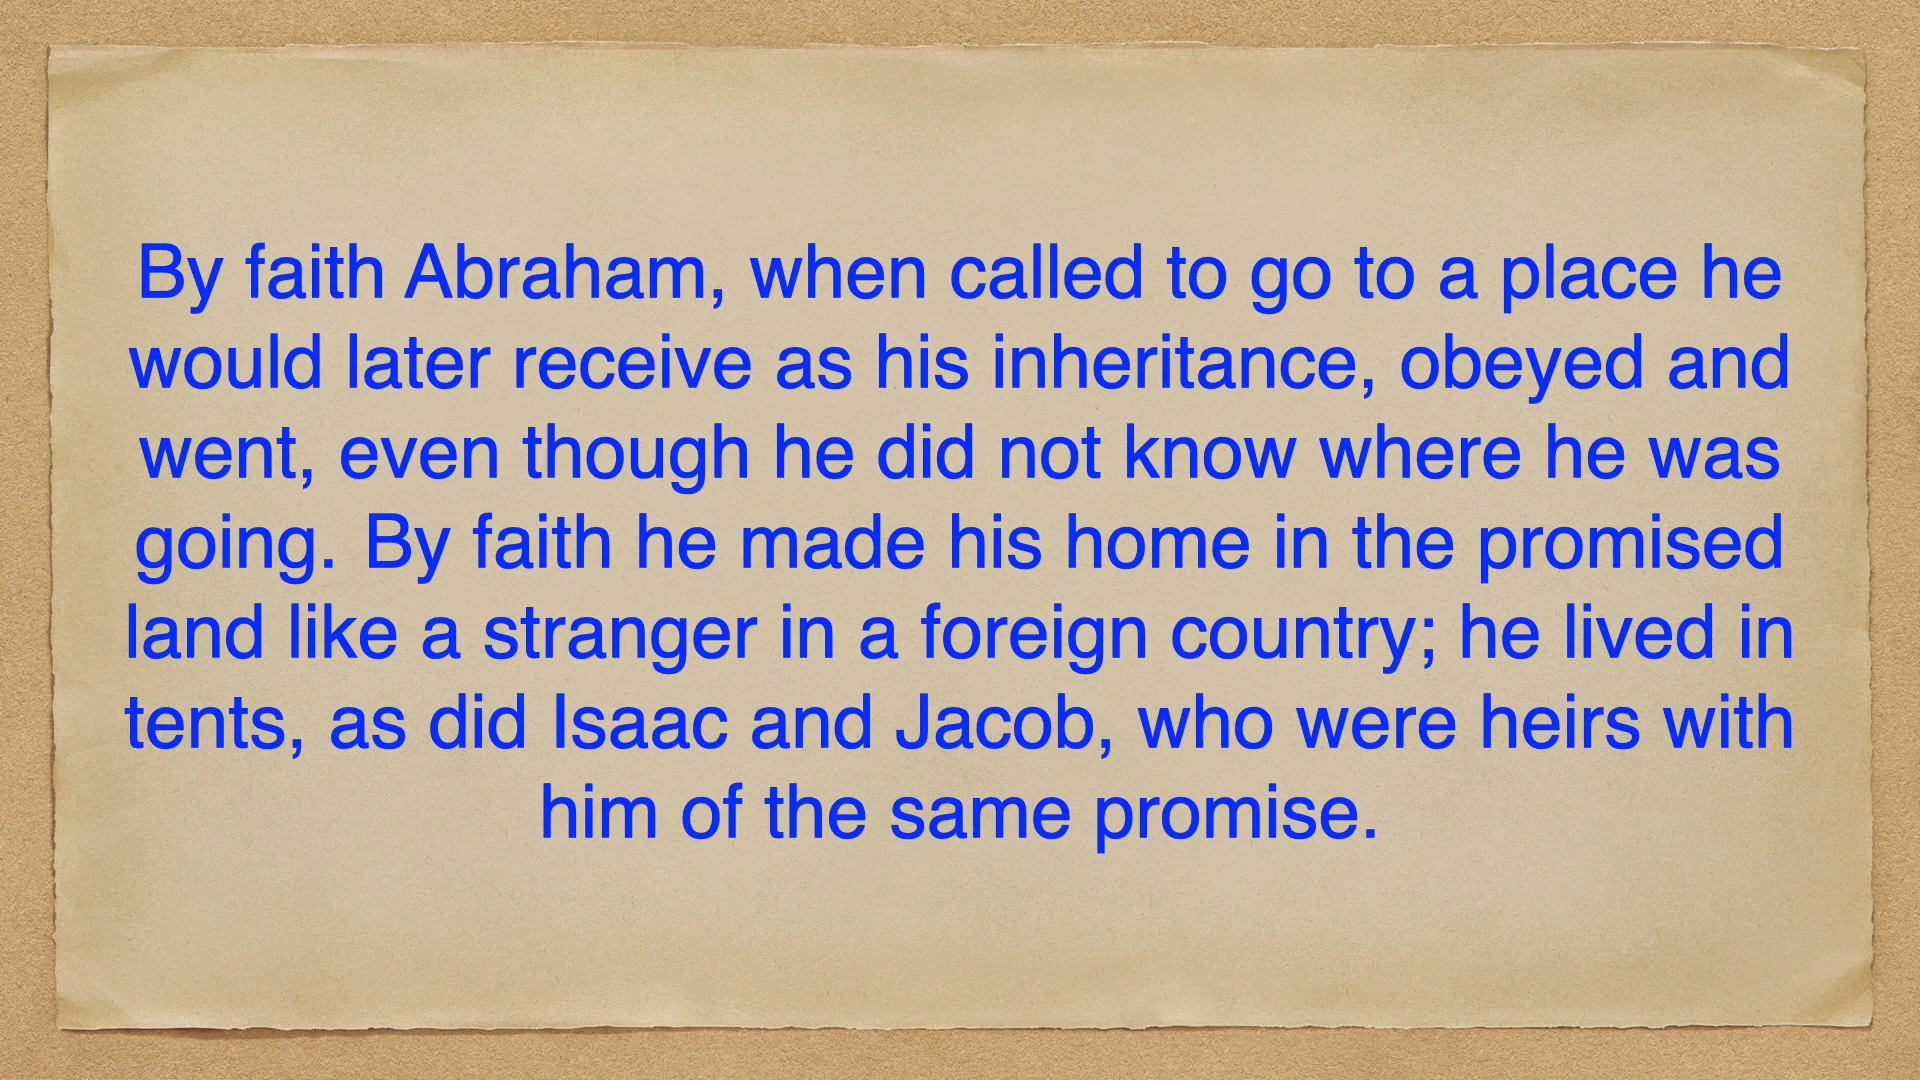 By faith Abraham, when called to go to a place he
would later receive as his inheritance, obeyed and
went, even though he did not know where he was
going. By faith he made his home in the promised
land like a stranger in a foreign country; he lived in
tents, as did Isaac and Jacob, who were heirs with
him of the same promise.